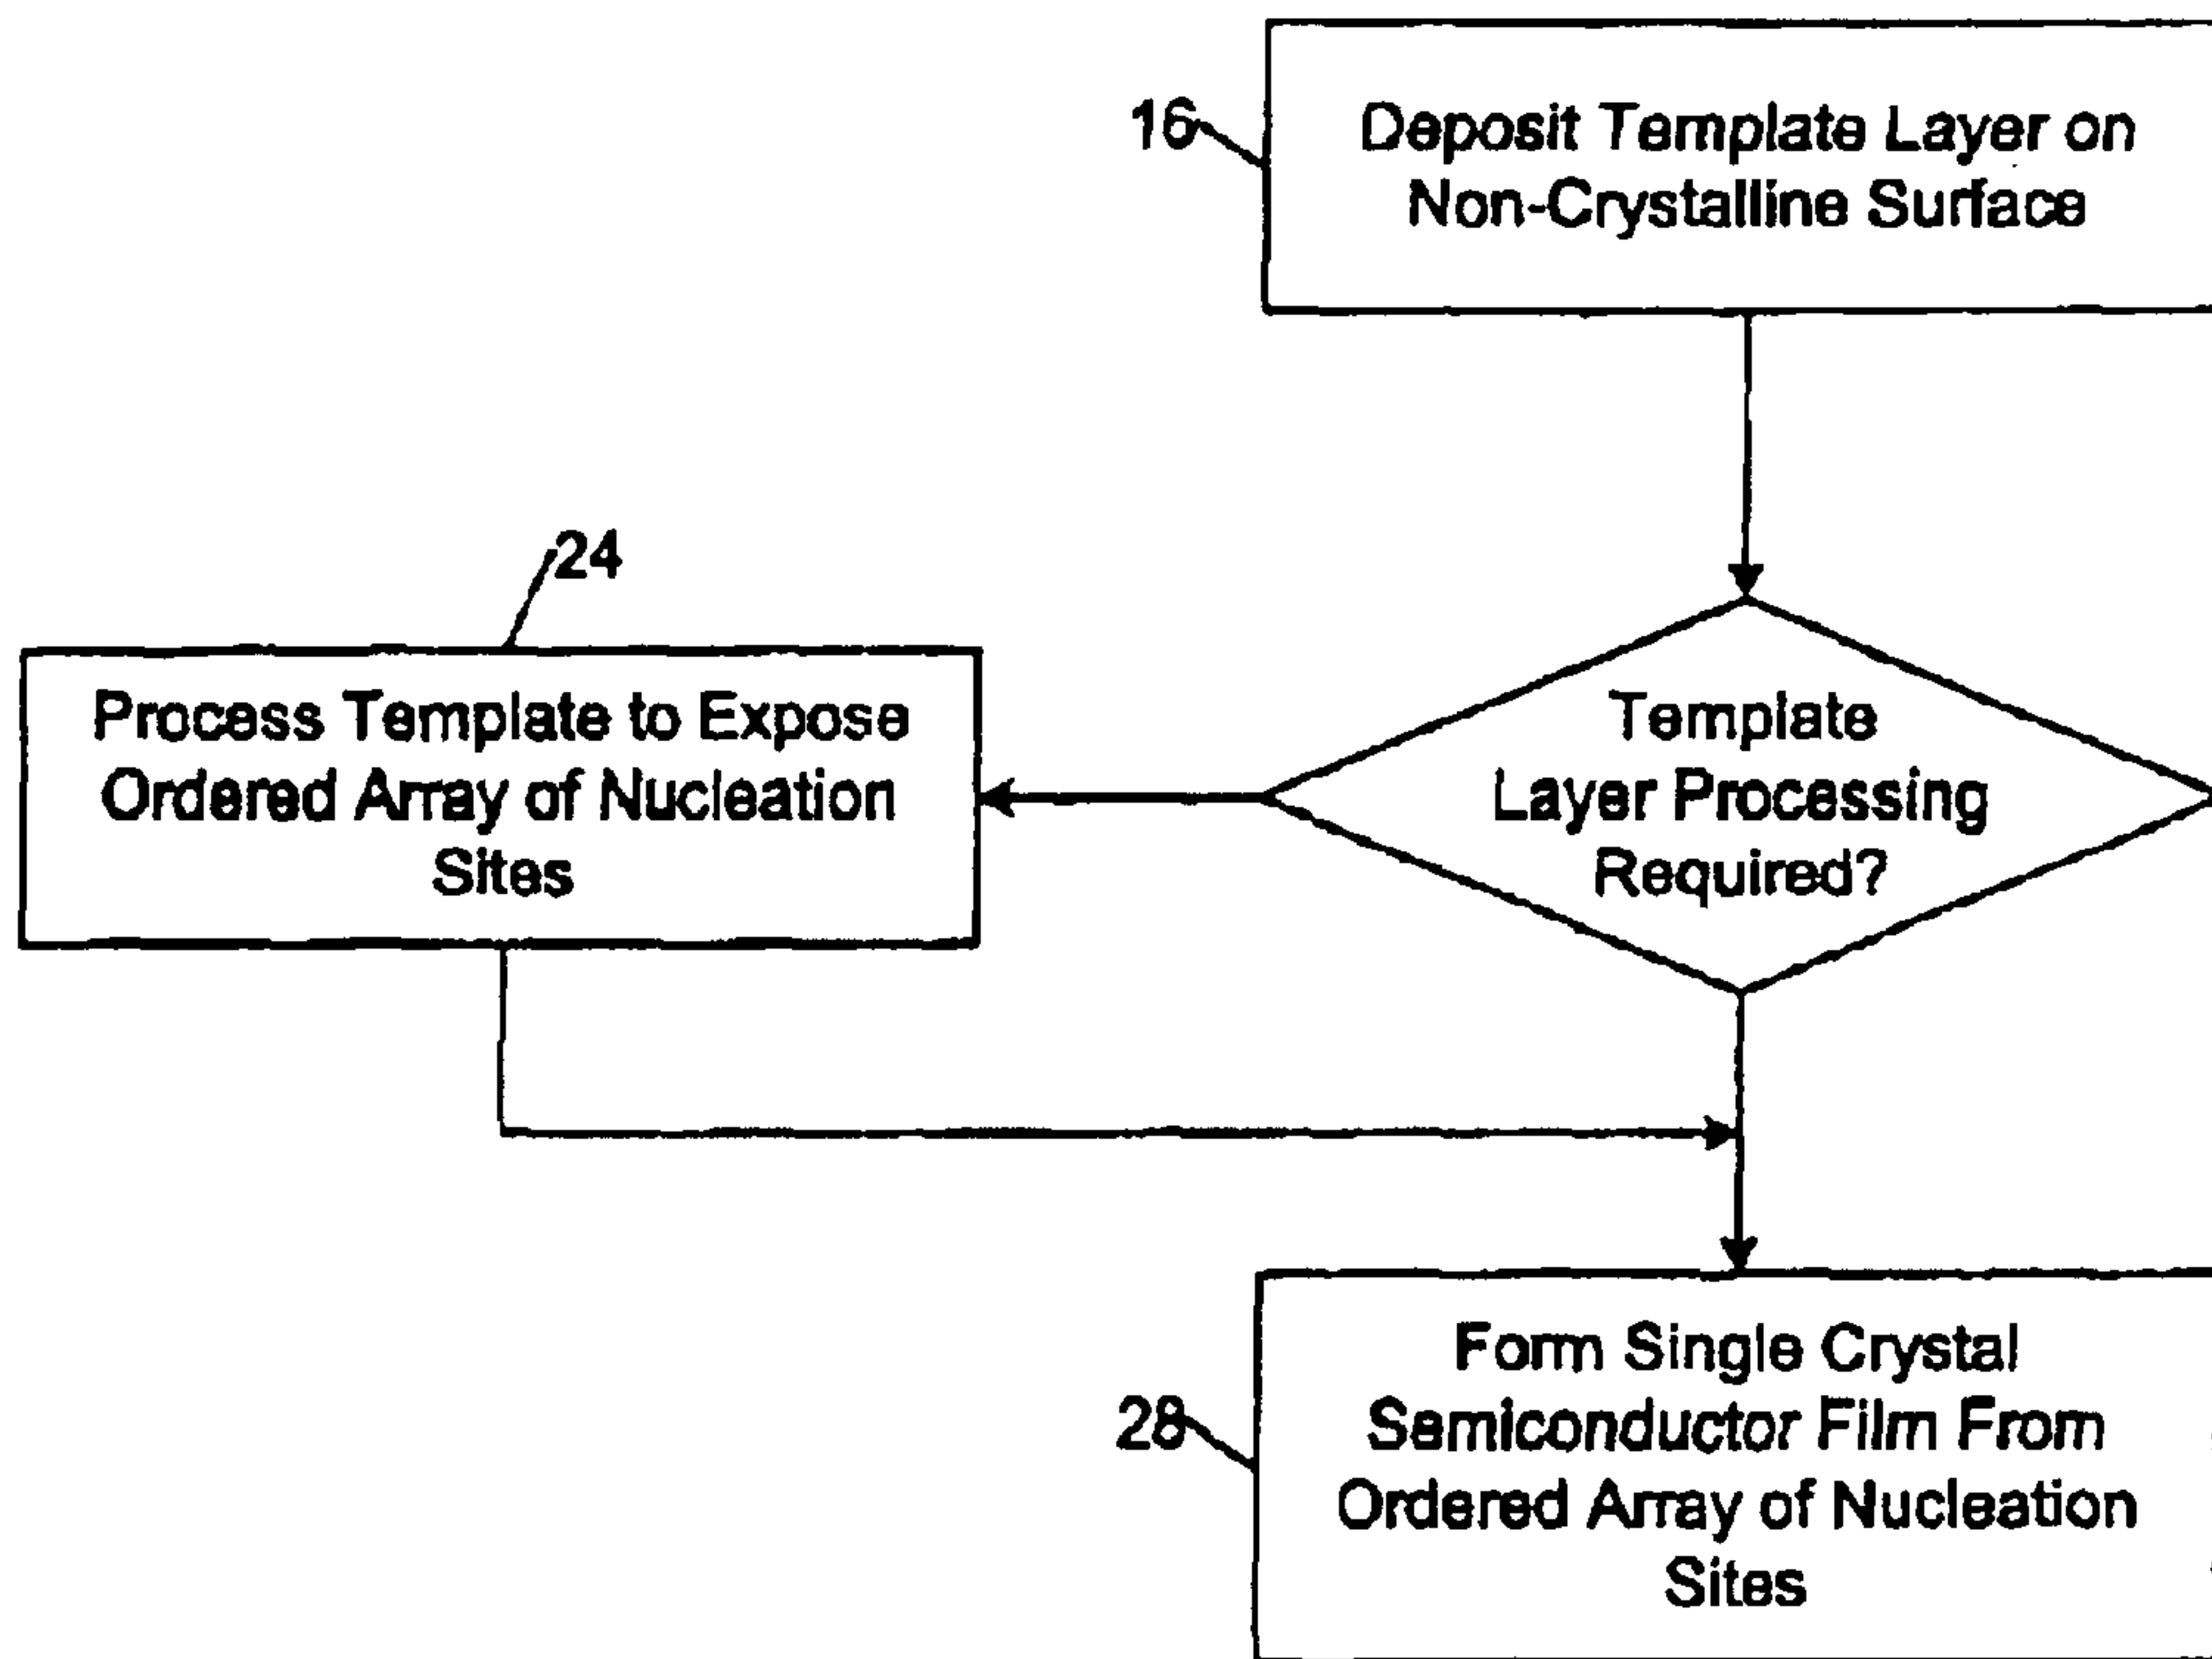 16
Deposit Template Layer on
Non-Crystalline Surface
24
Process Template to Expose
Ordered Array of Nucleation
Sites
Template
Layer Processing
Required?
28
Form Single Crystal
Semiconductor Film From
Ordered Array of Nucleation
Sites